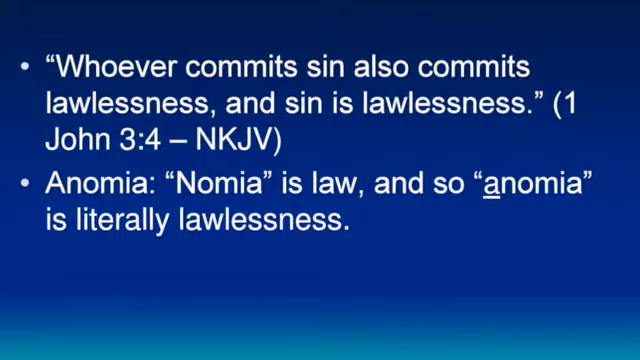 • “Whoever commits sin also commits
lawlessness, and sin is lawlessness.” (1
John 3:4 – NKJV)
• Anomia: “Nomia” is law, and so “anomia”
is literally lawlessness.